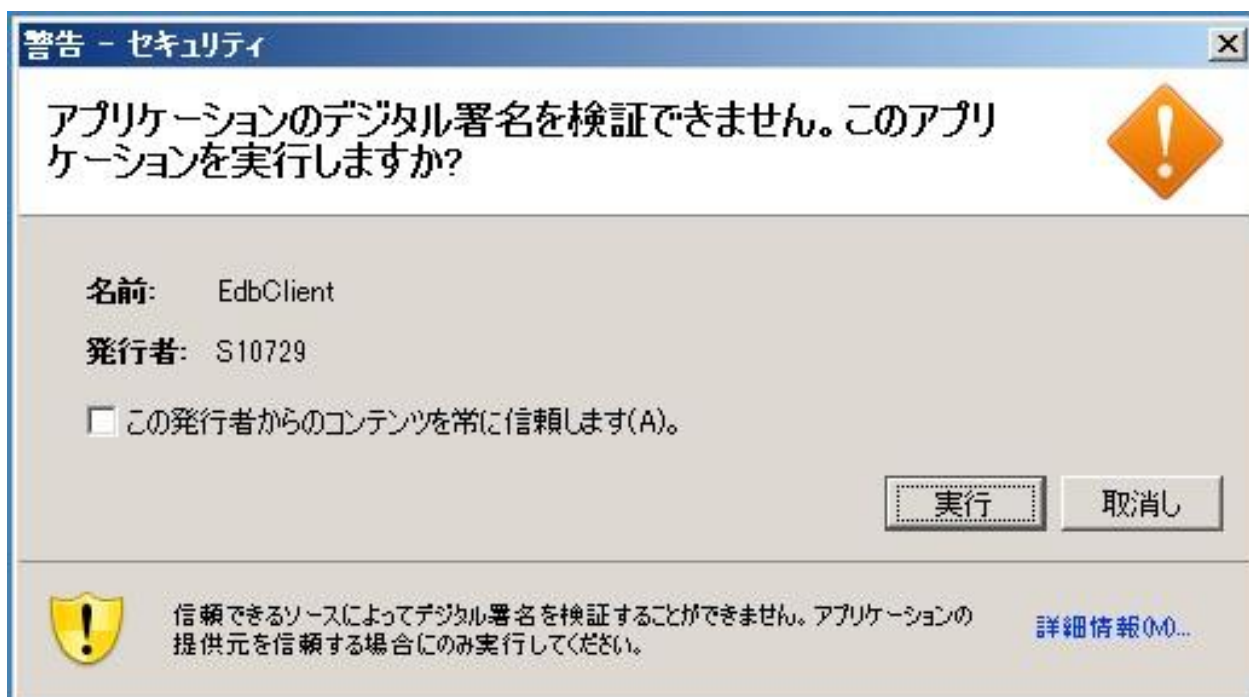 警告 - セキュリティ
アプリケーションのデジタル署名を検証できません。このアプリ
ケーションを実行しますか?
名前: EdbClient
発行者: S10729
この発行者からのコンテンツを常に信頼します(A)。
実行 取消し
信頼できるソースによってデジタル署名を検証することができません。アプリケーションの
提供元を信頼する場合にのみ実行してください。
詳細情報(M)...